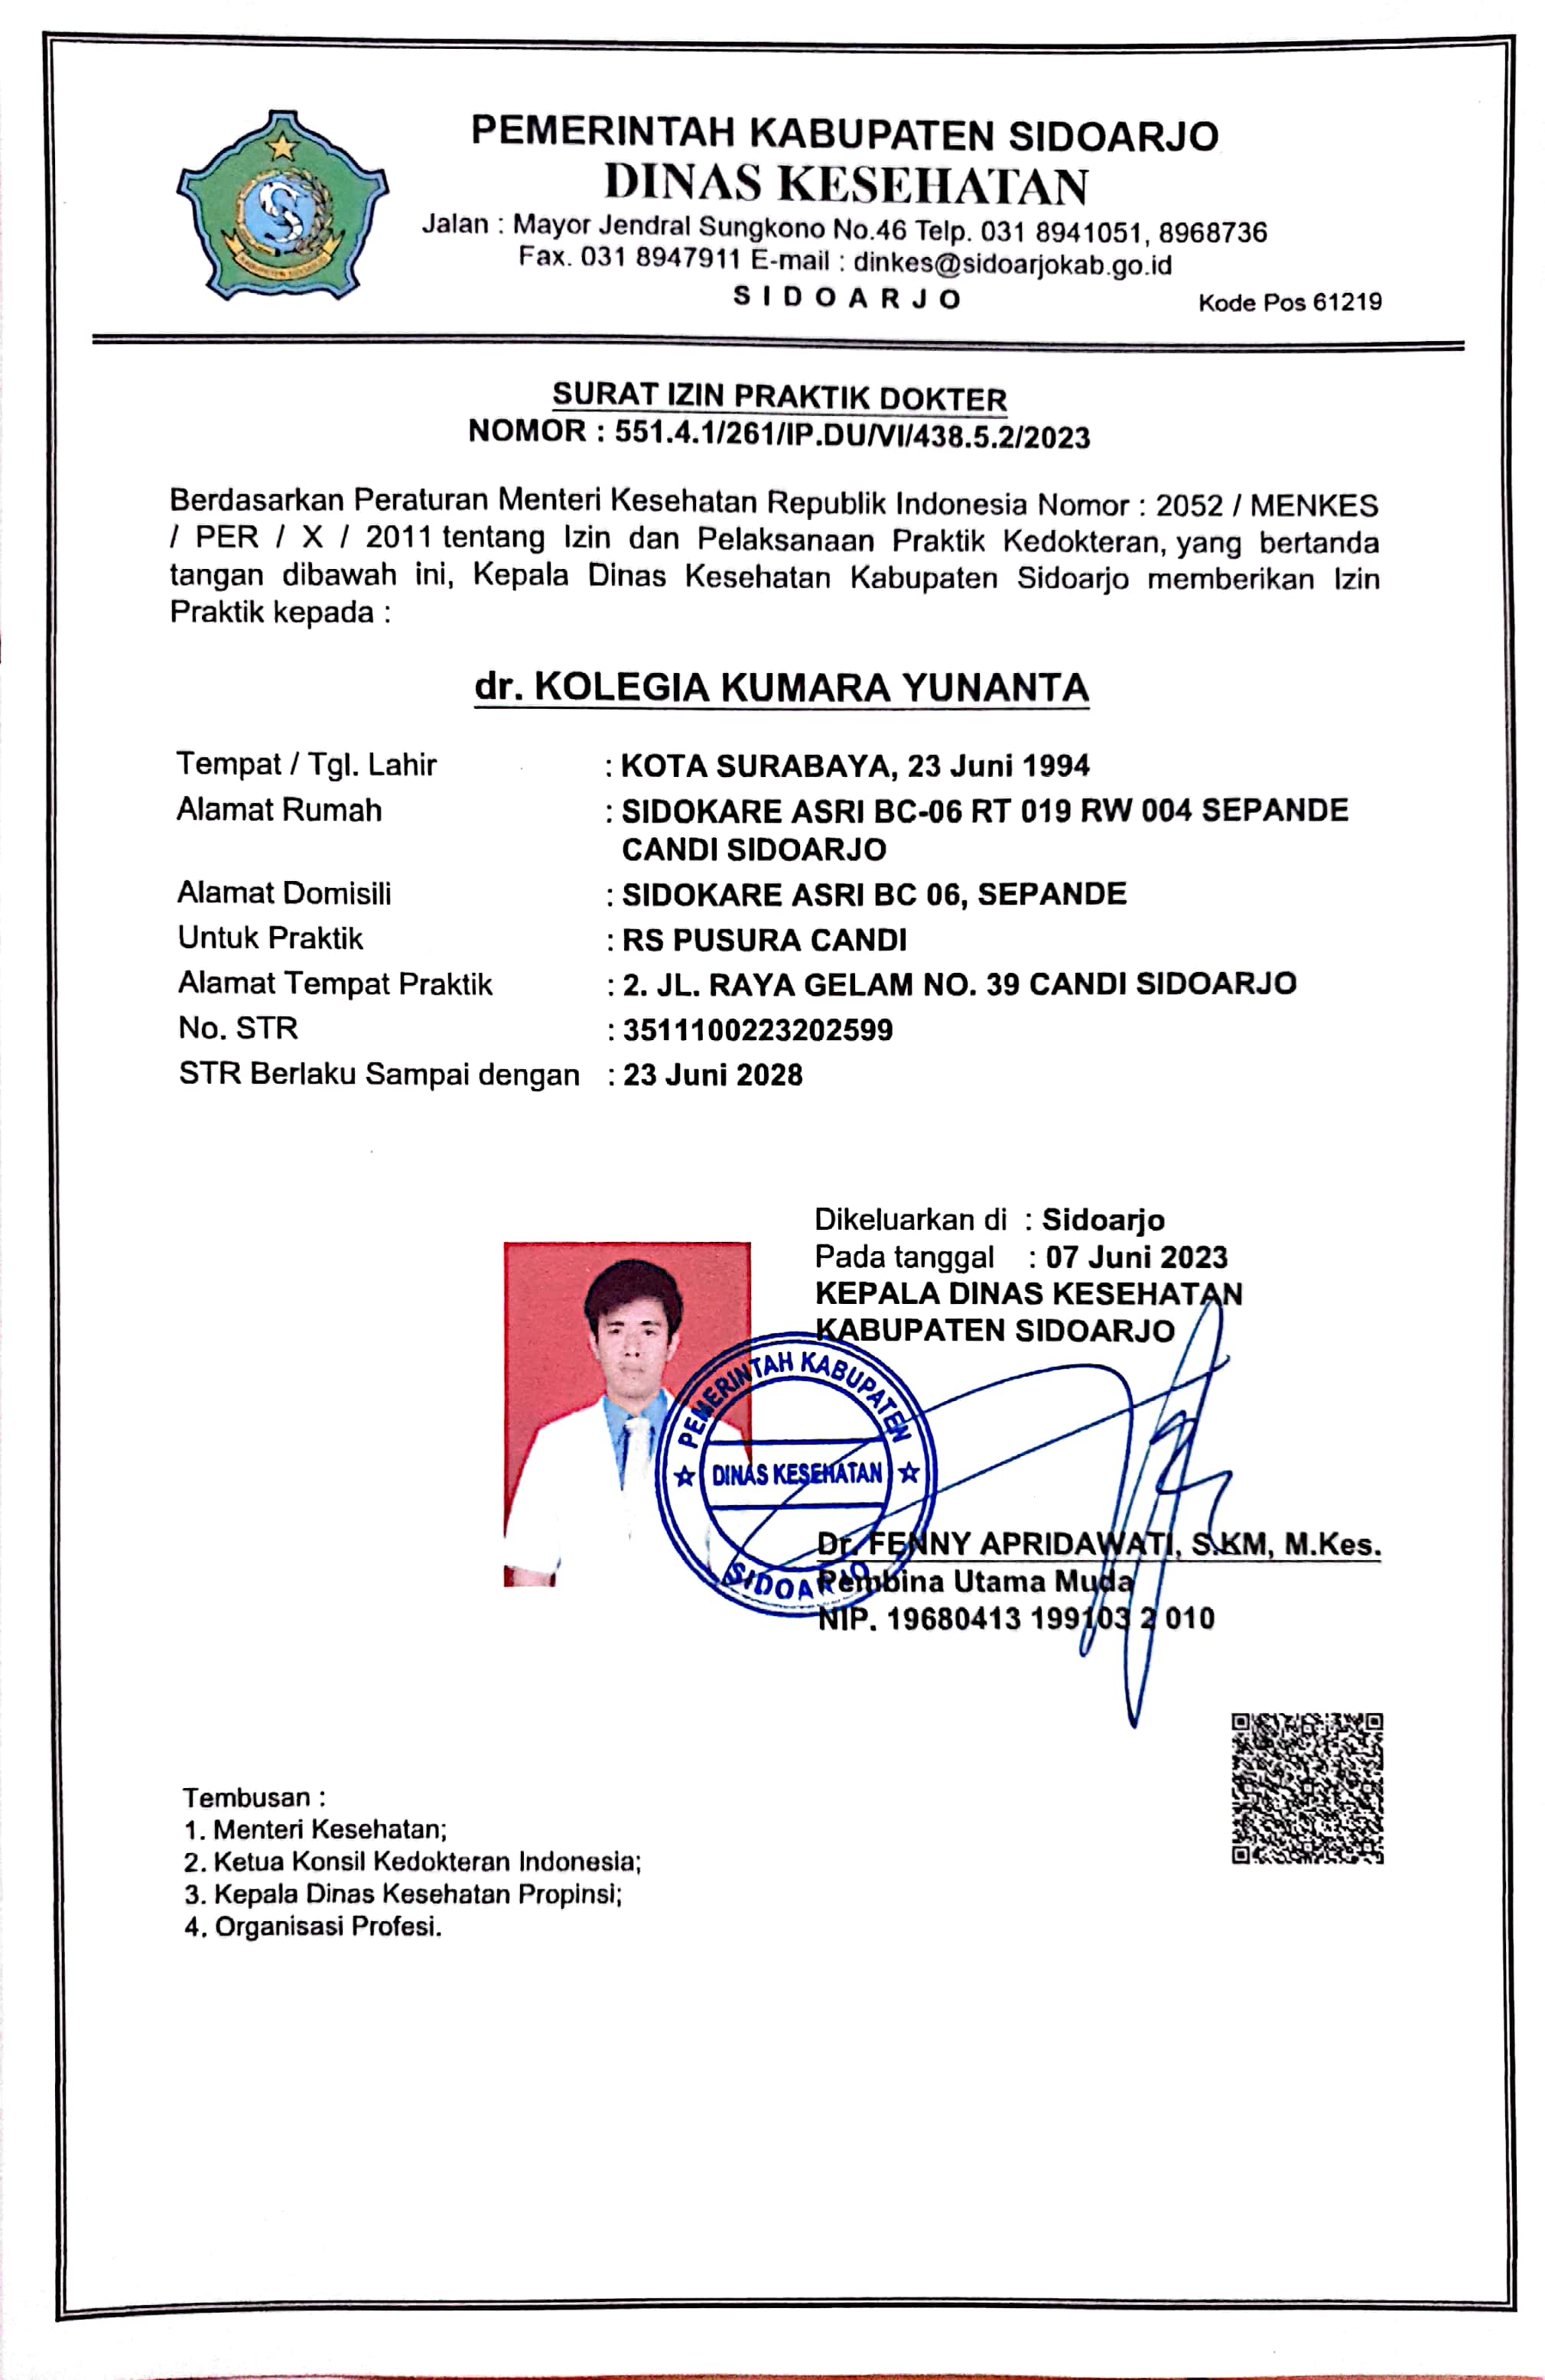 PEMERINTAH KABUPATEN SIDOARJO
DINAS KESEHATAN
Jalan : Mayor Jendral Sungkono No.46 Telp. 031 8941051, 8968736
Fax. 031 8947911 E-mail : dinkes@sidoarjokab.go.id
S I D O A R J O
Kode Pos 61219
SURAT IZIN PRAKTIK DOKTER
NOMOR : 551.4.1/261/IP.DU/VI/438.5.2/2023
Berdasarkan Peraturan Menteri Kesehatan Republik Indonesia Nomor : 2052 / MENKES
/ PER / X / 2011 tentang Izin dan Pelaksanaan Praktik Kedokteran, yang bertanda
tangan dibawah ini, Kepala Dinas Kesehatan Kabupaten Sidoarjo memberikan Izin
Praktik kepada :
dr. KOLEGIA KUMARA YUNANTA
Tempat / Tgl. Lahir : KOTA SURABAYA, 23 Juni 1994
Alamat Rumah : SIDOKARE ASRI BC-06 RT 019 RW 004 SEPANDE
CANDI SIDOARJO
Alamat Domisili : SIDOKARE ASRI BC 06, SEPANDE
Untuk Praktik : RS PUSURA CANDI
Alamat Tempat Praktik : 2. JL. RAYA GELAM NO. 39 CANDI SIDOARJO
No. STR : 3511100223202599
STR Berlaku Sampai dengan : 23 Juni 2028
Dikeluarkan di : Sidoarjo
Pada tanggal : 07 Juni 2023
KEPALA DINAS KESEHATAN
KABUPATEN SIDOARJO
PEMERINTAH KABUPATEN
DINAS KESEHATAN
SIDOARJO
Dr. FENNY APRIDAWATI, S.KM, M.Kes.
Pembina Utama Muda
NIP. 19680413 199103 2 010
Tembusan :
1. Menteri Kesehatan;
2. Ketua Konsil Kedokteran Indonesia;
3. Kepala Dinas Kesehatan Propinsi;
4. Organisasi Profesi.